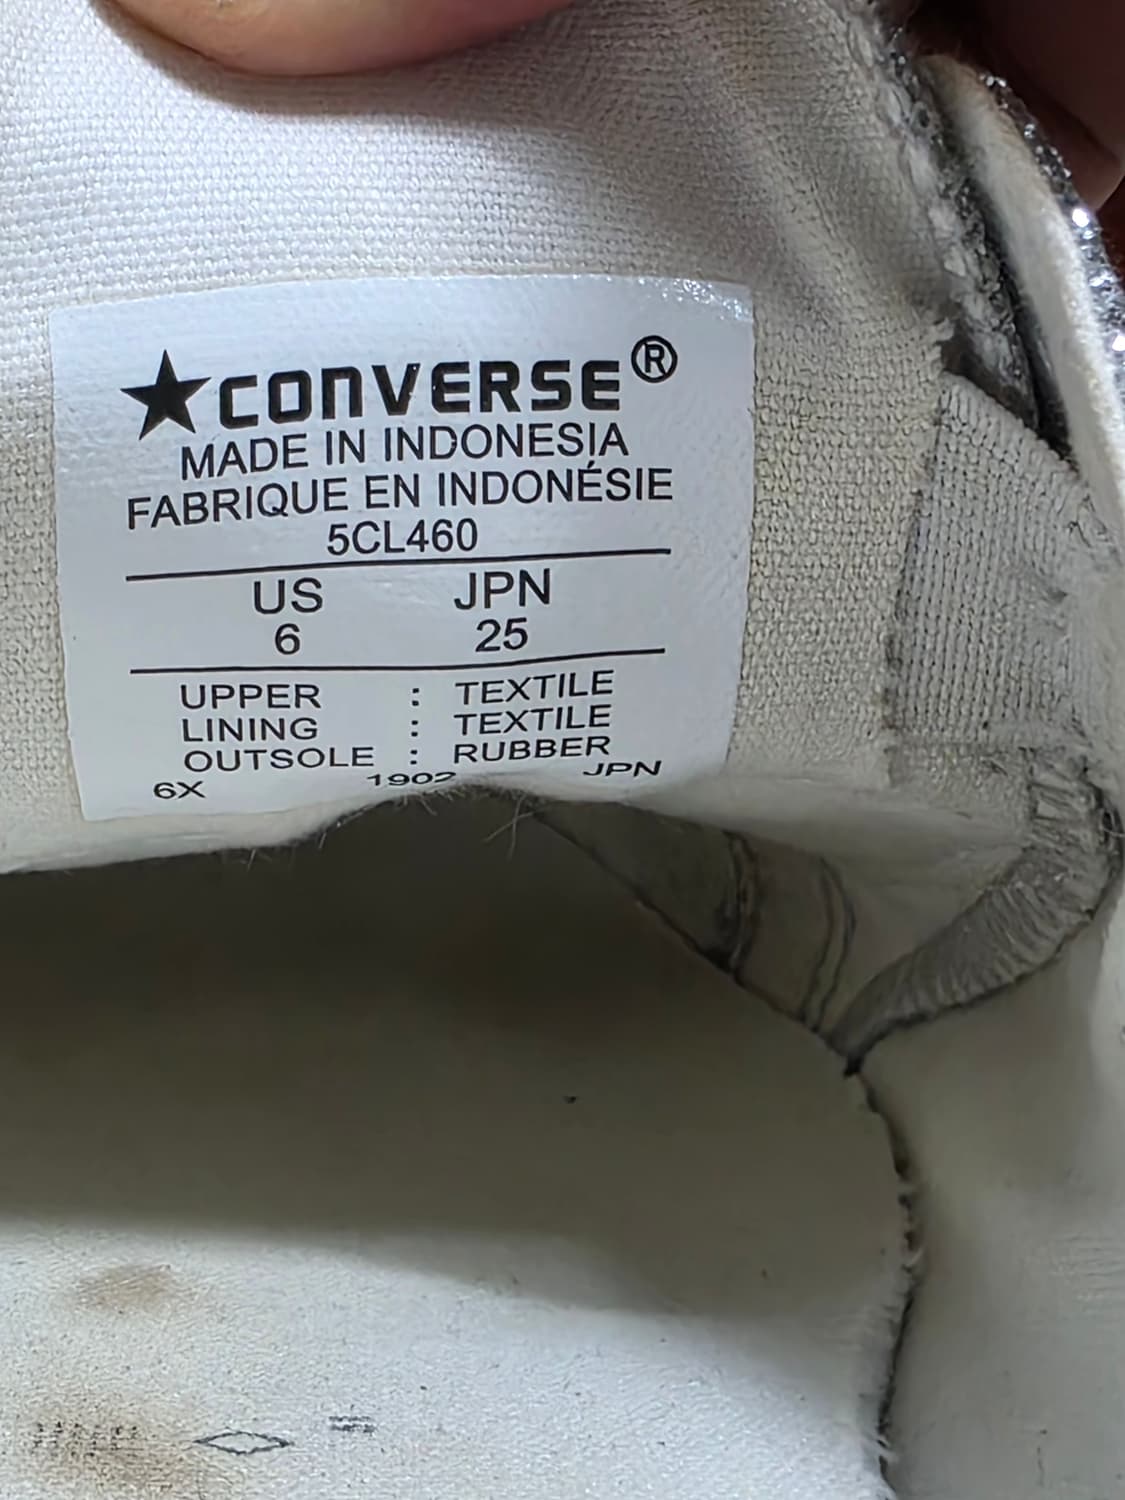 ★CONVERSE®
MADE IN INDONESIA
FABRIQUE EN INDONÉSIE
5CL460
US JPN
6 25
UPPER : TEXTILE
LINING : TEXTILE
OUTSOLE : RUBBER
6X 1902 JPN